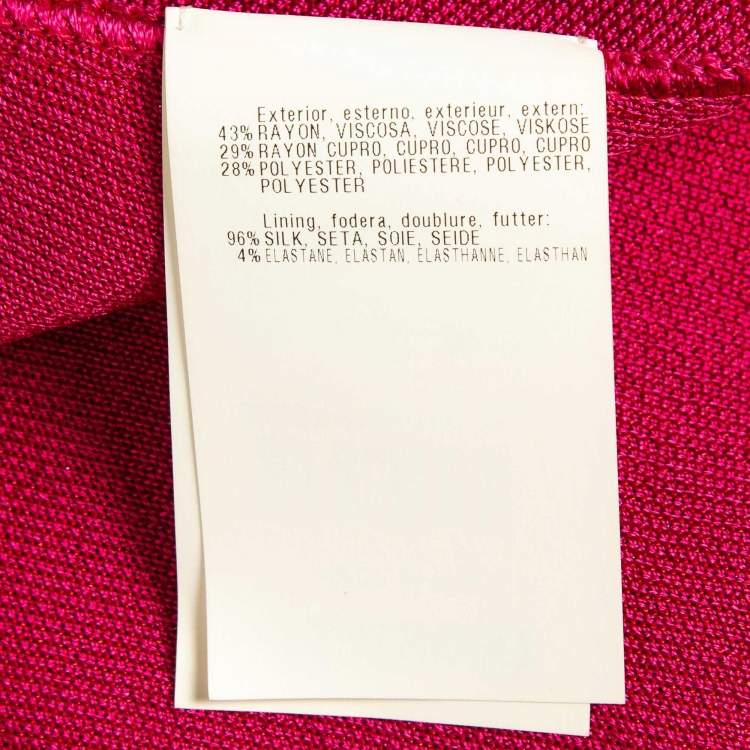 Exterior, esterno, exterieur, extern:
43% RAYON, VISCOSA, VISCOSE, VISKOSE
29% RAYON CUPRO, CUPRO, CUPRO, CUPRO
28% POLYESTER, POLIESTERE, POLYESTER,
POLYESTER
Lining, fodera, doublure, futter:
96% SILK, SETA, SOIE, SEIDE
4% ELASTANE, ELASTAN, ELASTHANNE, ELASTHAN